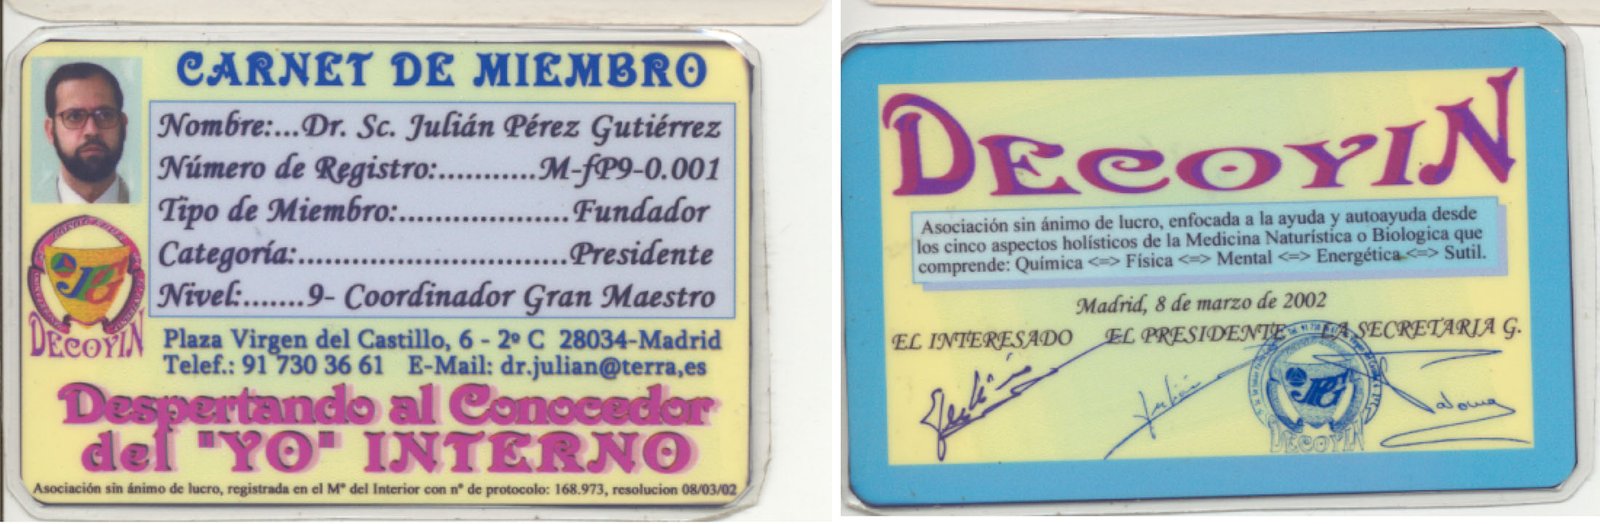 CARNET DE MIEMBRO
Nombre:...Dr. Sc. Julián Pérez Gutiérrez
Número de Registro:...........M-fP9-0.001
Tipo de Miembro:...................Fundador
Categoría:..............................Presidente
Nivel:.......9- Coordinador Gran Maestro
DECOYIN
Plaza Virgen del Castillo, 6 - 2º C 28034-Madrid
Telef.: 91 730 36 61 E-Mail: dr.julian@terra,es
Despertando al Conocedor
del "YO" INTERNO
Asociación sin ánimo de lucro, registrada en el Mº del Interior con nº de protocolo: 168.973, resolucion 08/03/02
DECOYIN
Asociación sin ánimo de lucro, enfocada a la ayuda y autoayuda desde
los cinco aspectos holísticos de la Medicina Naturística o Biologica que
comprende: Química <=> Física <=> Mental <=> Energética <=> Sutil.
Madrid, 8 de marzo de 2002
EL INTERESADO EL PRESIDENTE LA SECRETARIA G.
Julián Julián Paloma
DECOYIN